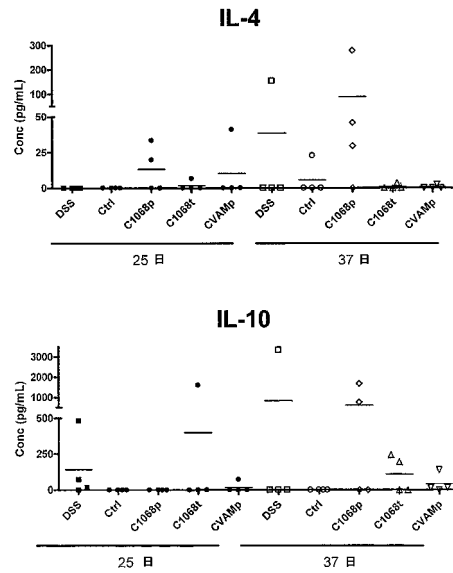 IL-4
Conc (pg/mL)
300
200
100
50
25
0
DSS Ctrl C1068p C1068t CVAMp DSS Ctrl C1068p C1068t CVAMp
25 日 37 日
IL-10
Conc (pg/mL)
3000
2000
1000
500
250
0
DSS Ctrl C1068p C1068t CVAMp DSS Ctrl C1068p C1068t CVAMp
25 日 37 日